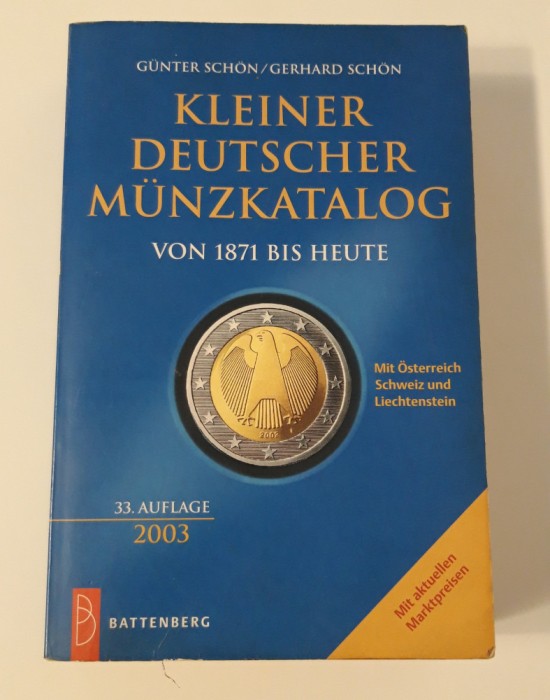 GÜNTER SCHÖN/GERHARD SCHÖN
KLEINER
DEUTSCHER
MÜNZKATALOG
VON 1871 BIS HEUTE
Mit Österreich
Schweiz und
Liechtenstein
2002
33. AUFLAGE
2003
Mit aktuellen
Marktpreisen
BATTENBERG